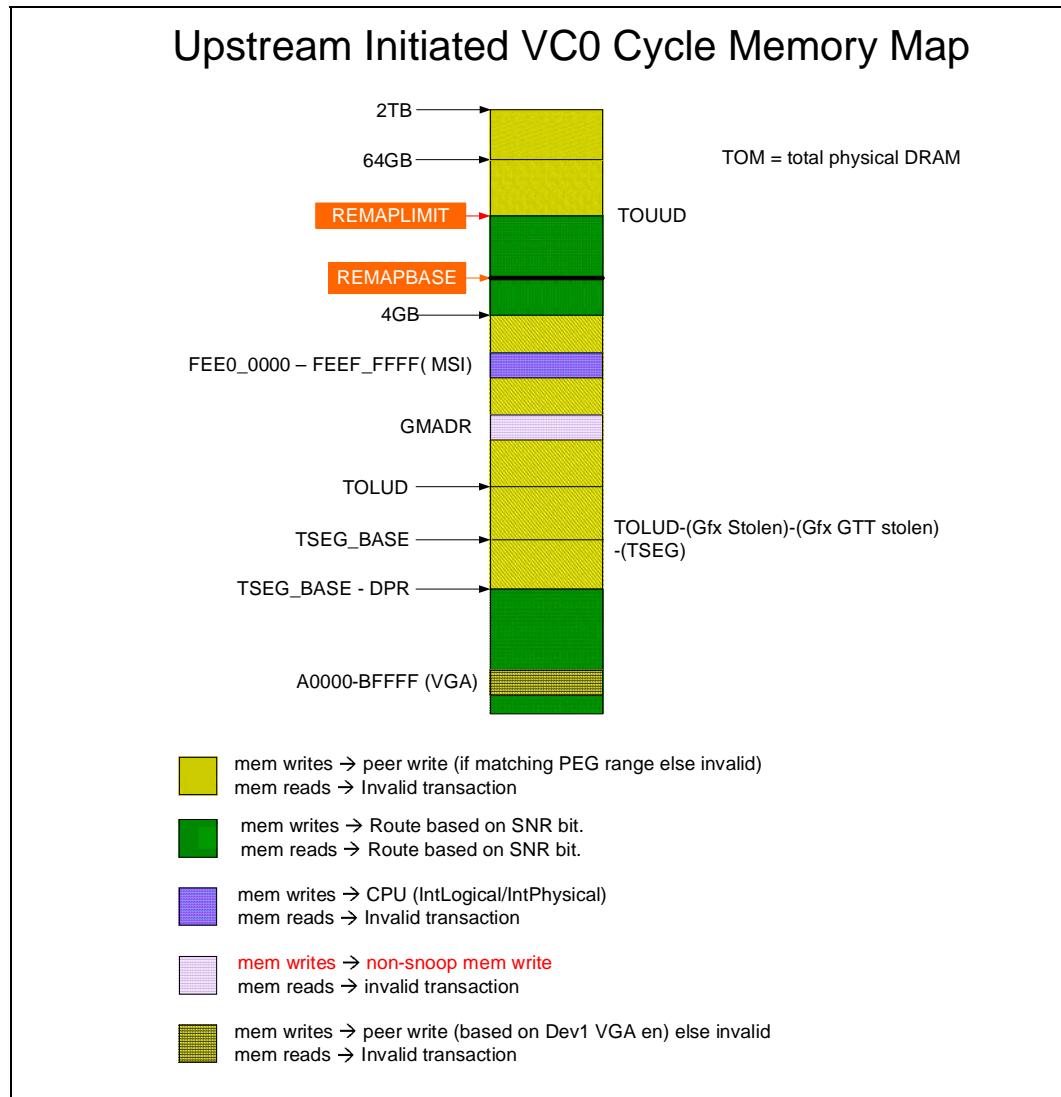 Upstream Initiated VC0 Cycle Memory Map
2TB
64GB
TOM = total physical DRAM
REMAPLIMIT
TOUUD
REMAPBASE
4GB
FEE0_0000 – FEEF_FFFF( MSI)
GMADR
TOLUD
TSEG_BASE
TOLUD-(Gfx Stolen)-(Gfx GTT stolen)
-(TSEG)
TSEG_BASE - DPR
A0000-BFFFF (VGA)
mem writes → peer write (if matching PEG range else invalid)
mem reads → Invalid transaction
mem writes → Route based on SNR bit.
mem reads → Route based on SNR bit.
mem writes → CPU (IntLogical/IntPhysical)
mem reads → Invalid transaction
mem writes → non-snoop mem write
mem reads → invalid transaction
mem writes → peer write (based on Dev1 VGA en) else invalid
mem reads → Invalid transaction